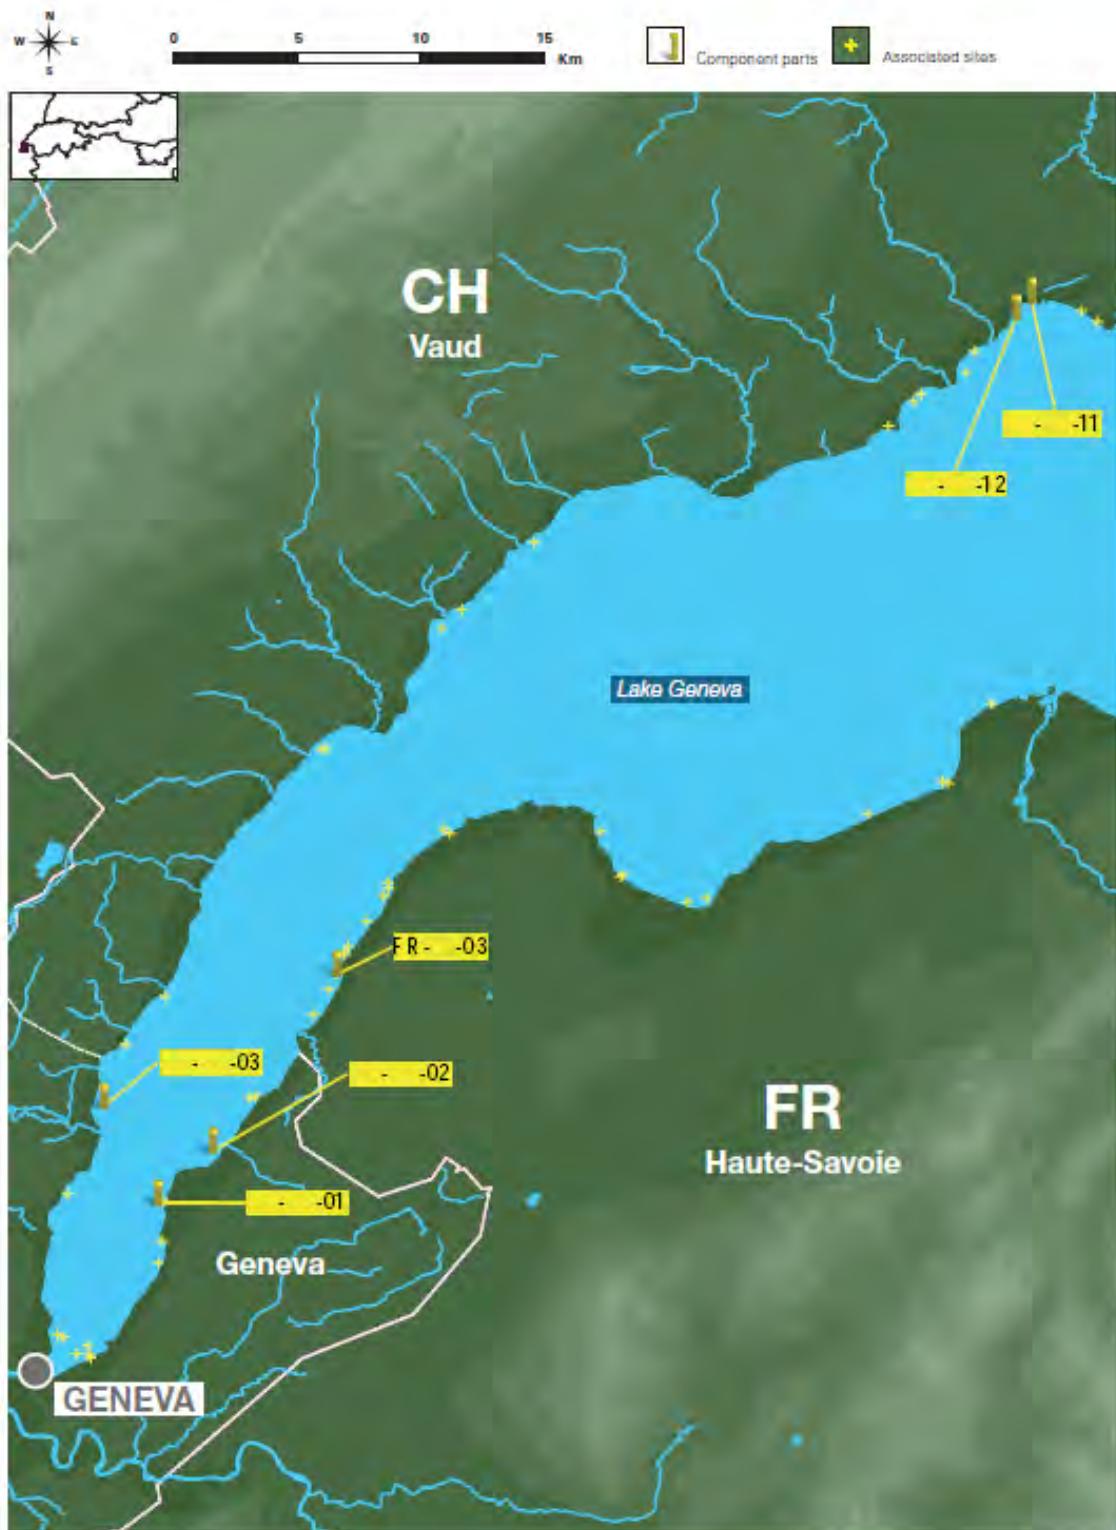 N
W E
S
0 5 10 15 Km
Component parts
Associated sites
CH
Vaud
- -11
- -12
Lake Geneva
FR- -03
- -03
- -02
FR
Haute-Savoie
- -01
Geneva
GENEVA